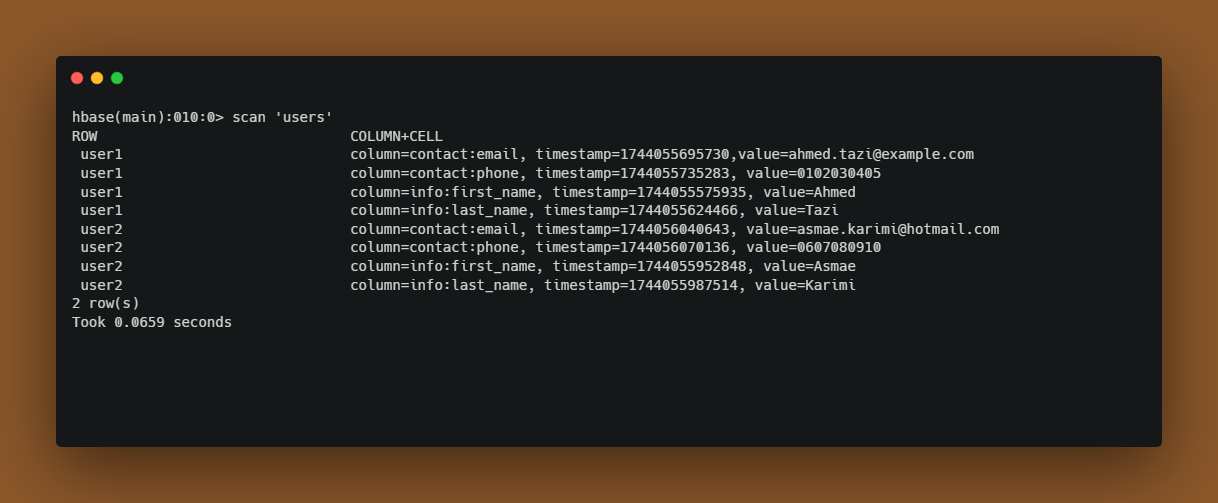 hbase(main):010:0> scan 'users'
ROW                              COLUMN+CELL
 user1                           column=contact:email, timestamp=1744055695730,value=ahmed.tazi@example.com
 user1                           column=contact:phone, timestamp=1744055735283, value=0102030405
 user1                           column=info:first_name, timestamp=1744055575935, value=Ahmed
 user1                           column=info:last_name, timestamp=1744055624466, value=Tazi
 user2                           column=contact:email, timestamp=1744056040643, value=asmae.karimi@hotmail.com
 user2                           column=contact:phone, timestamp=1744056070136, value=0607080910
 user2                           column=info:first_name, timestamp=1744055952848, value=Asmae
 user2                           column=info:last_name, timestamp=1744055987514, value=Karimi
2 row(s)
Took 0.0659 seconds